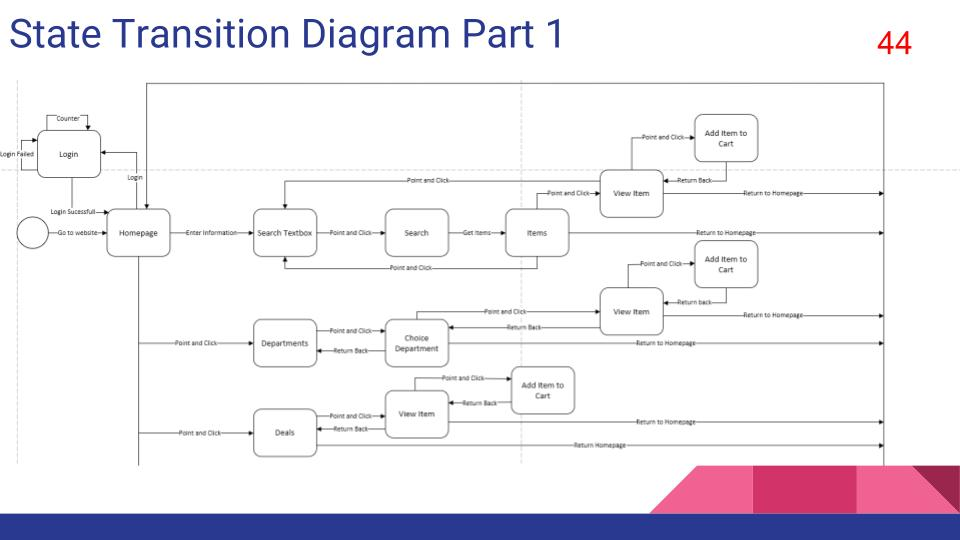 State Transition Diagram Part 1
44
Counter
Login Failed
Login
Login
Login Sucessfull
Go to website
Homepage
Enter Information
Search Textbox
Point and Click
Search
Get Items
Items
Point and Click
Point and Click
Point and Click
View Item
Point and Click
Add Item to
Cart
Return Back
Return to Homepage
Return to Homepage
Point and Click
Departments
Point and Click
Return Back
Choice
Department
Point and Click
Return Back
View Item
Point and Click
Add Item to
Cart
Return back
Return to Homepage
Return to Homepage
Point and Click
Deals
Point and Click
Return Back
View Item
Point and Click
Add Item to
Cart
Return Back
Return to Homepage
Return Homepage